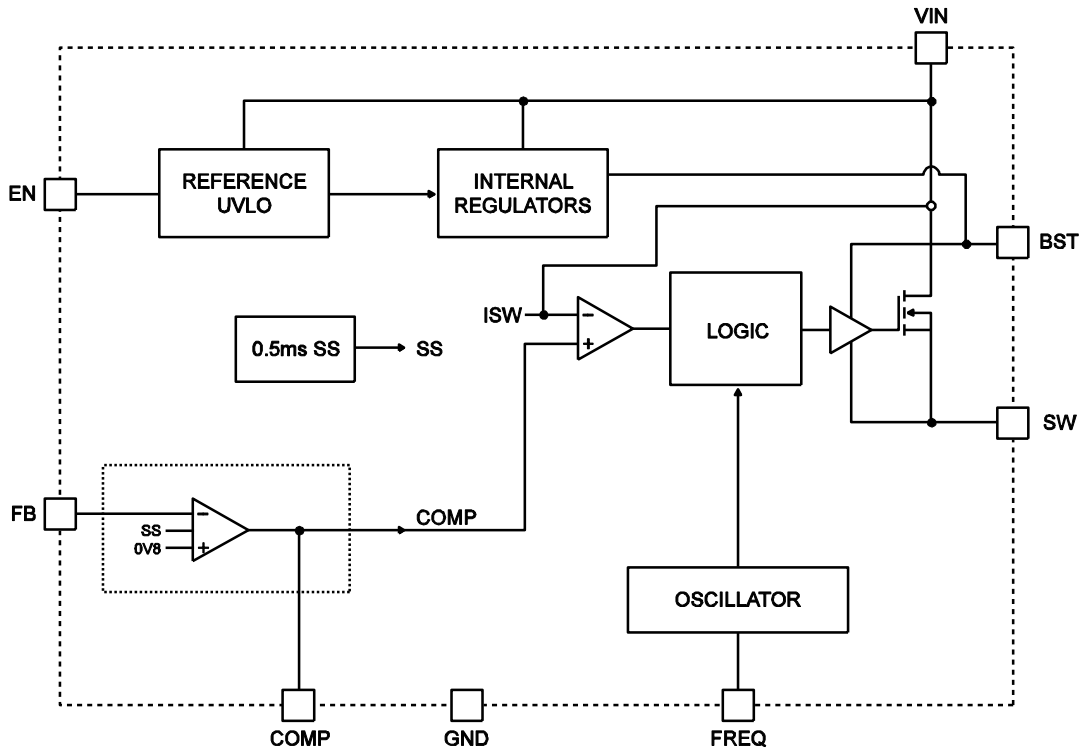 VIN
EN
REFERENCE
UVLO
INTERNAL
REGULATORS
BST
ISW
−
+
LOGIC
0.5ms SS
SS
SW
FB
−
SS
0V8
+
COMP
OSCILLATOR
COMP
GND
FREQ